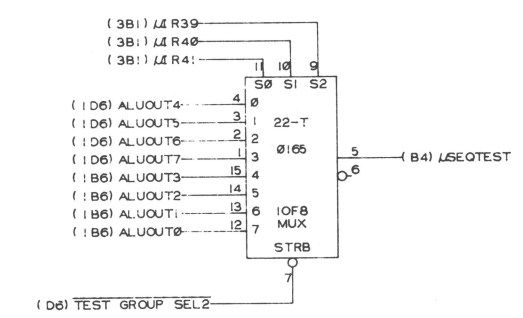 (3B1) μIR39
(3B1) μIR40
(3B1) μIR41
11 10 9
S0 S1 S2
(1D6) ALUOUT4 4 0
(1D6) ALUOUT5 3 1 22-T
(1D6) ALUOUT6 2 2
(1D6) ALUOUT7 1 3 0165 5 (B4) μSEQTEST
(1B6) ALUOUT3 15 4 6
(1B6) ALUOUT2 14 5
(1B6) ALUOUT1 13 6 1OF8
(1B6) ALUOUT0 12 7 MUX
STRB
7
(D6) TEST GROUP SEL2